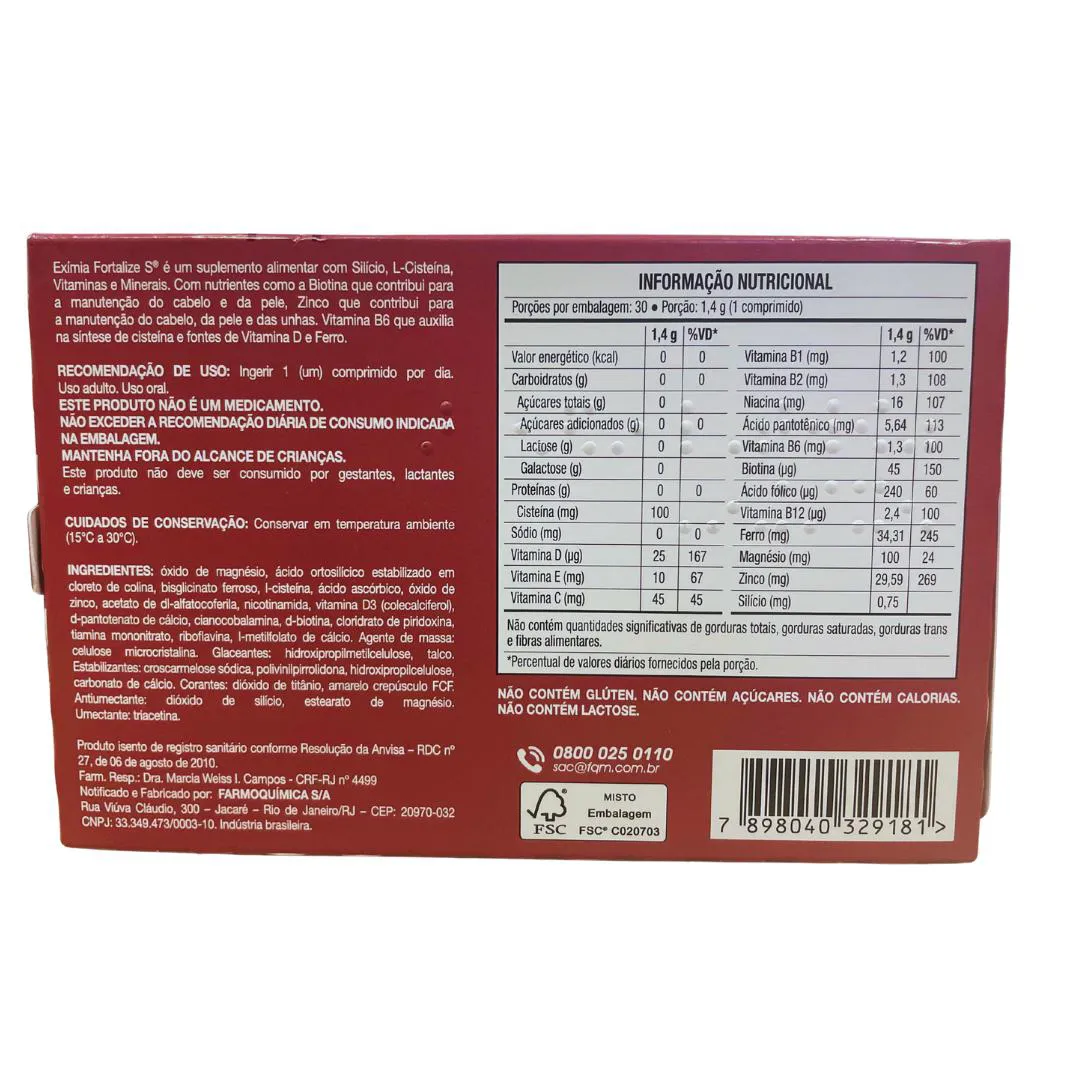 Exímia Fortalize S® é um suplemento alimentar com Silício, L-Cisteína,
Vitaminas e Minerais. Com nutrientes como a Biotina que contribui para
a manutenção do cabelo e da pele, Zinco que contribui para
a manutenção do cabelo, da pele e das unhas. Vitamina B6 que auxilia
na síntese de cisteína e fontes de Vitamina D e Ferro.
RECOMENDAÇÃO DE USO: Ingerir 1 (um) comprimido por dia.
Uso adulto. Uso oral.
ESTE PRODUTO NÃO É UM MEDICAMENTO.
NÃO EXCEDER A RECOMENDAÇÃO DIÁRIA DE CONSUMO INDICADA
NA EMBALAGEM.
MANTENHA FORA DO ALCANCE DE CRIANÇAS.
Este produto não deve ser consumido por gestantes, lactantes
e crianças.
CUIDADOS DE CONSERVAÇÃO: Conservar em temperatura ambiente
(15°C a 30°C).
INGREDIENTES: óxido de magnésio, ácido ortosilícico estabilizado em
cloreto de colina, bisglicinato ferroso, l-cisteína, ácido ascórbico, óxido de
zinco, acetato de dl-alfatocoferila, nicotinamida, vitamina D3 (colecalciferol),
d-pantotenato de cálcio, cianocobalamina, d-biotina, cloridrato de piridoxina,
tiamina mononitrato, riboflavina, l-metilfolato de cálcio. Agente de massa:
celulose microcristalina. Glaceantes: hidroxipropilmetilcelulose, talco.
Estabilizantes: croscarmelose sódica, polivinilpirrolidona, hidroxipropilcelulose,
carbonato de cálcio. Corantes: dióxido de titânio, amarelo crepúsculo FCF.
Antiumectante: dióxido de silício, estearato de magnésio.
Umectante: triacetina.
Produto isento de registro sanitário conforme Resolução da Anvisa – RDC nº
27, de 06 de agosto de 2010.
Farm. Resp.: Dra. Marcia Weiss I. Campos - CRF-RJ nº 4499
Notificado e Fabricado por: FARMOQUÍMICA S/A
Rua Viúva Cláudio, 300 – Jacaré – Rio de Janeiro/RJ – CEP: 20970-032
CNPJ: 33.349.473/0003-10. Indústria brasileira.
INFORMAÇÃO NUTRICIONAL
Porções por embalagem: 30 • Porção: 1,4 g (1 comprimido)
1,4 g %VD*
Valor energético (kcal) 0 0
Carboidratos (g) 0 0
Açúcares totais (g) 0
Açúcares adicionados (g) 0 0
Lactose (g) 0
Galactose (g) 0
Proteínas (g) 0 0
Cisteína (mg) 100
Sódio (mg) 0 0
Vitamina D (µg) 25 167
Vitamina E (mg) 10 67
Vitamina C (mg) 45 45
1,4 g %VD*
Vitamina B1 (mg) 1,2 100
Vitamina B2 (mg) 1,3 108
Niacina (mg) 16 107
Ácido pantotênico (mg) 5,64 113
Vitamina B6 (mg) 1,3 100
Biotina (µg) 45 150
Ácido fólico (µg) 240 60
Vitamina B12 (µg) 2,4 100
Ferro (mg) 34,31 245
Magnésio (mg) 100 24
Zinco (mg) 29,59 269
Silício (mg) 0,75
Não contém quantidades significativas de gorduras totais, gorduras saturadas, gorduras trans
e fibras alimentares.
*Percentual de valores diários fornecidos pela porção.
NÃO CONTÉM GLÚTEN. NÃO CONTÉM AÇÚCARES. NÃO CONTÉM CALORIAS.
NÃO CONTÉM LACTOSE.
0800 025 0110
sac@fqm.com.br
FSC
MISTO
Embalagem
FSC® C020703
7 898040 329181 >